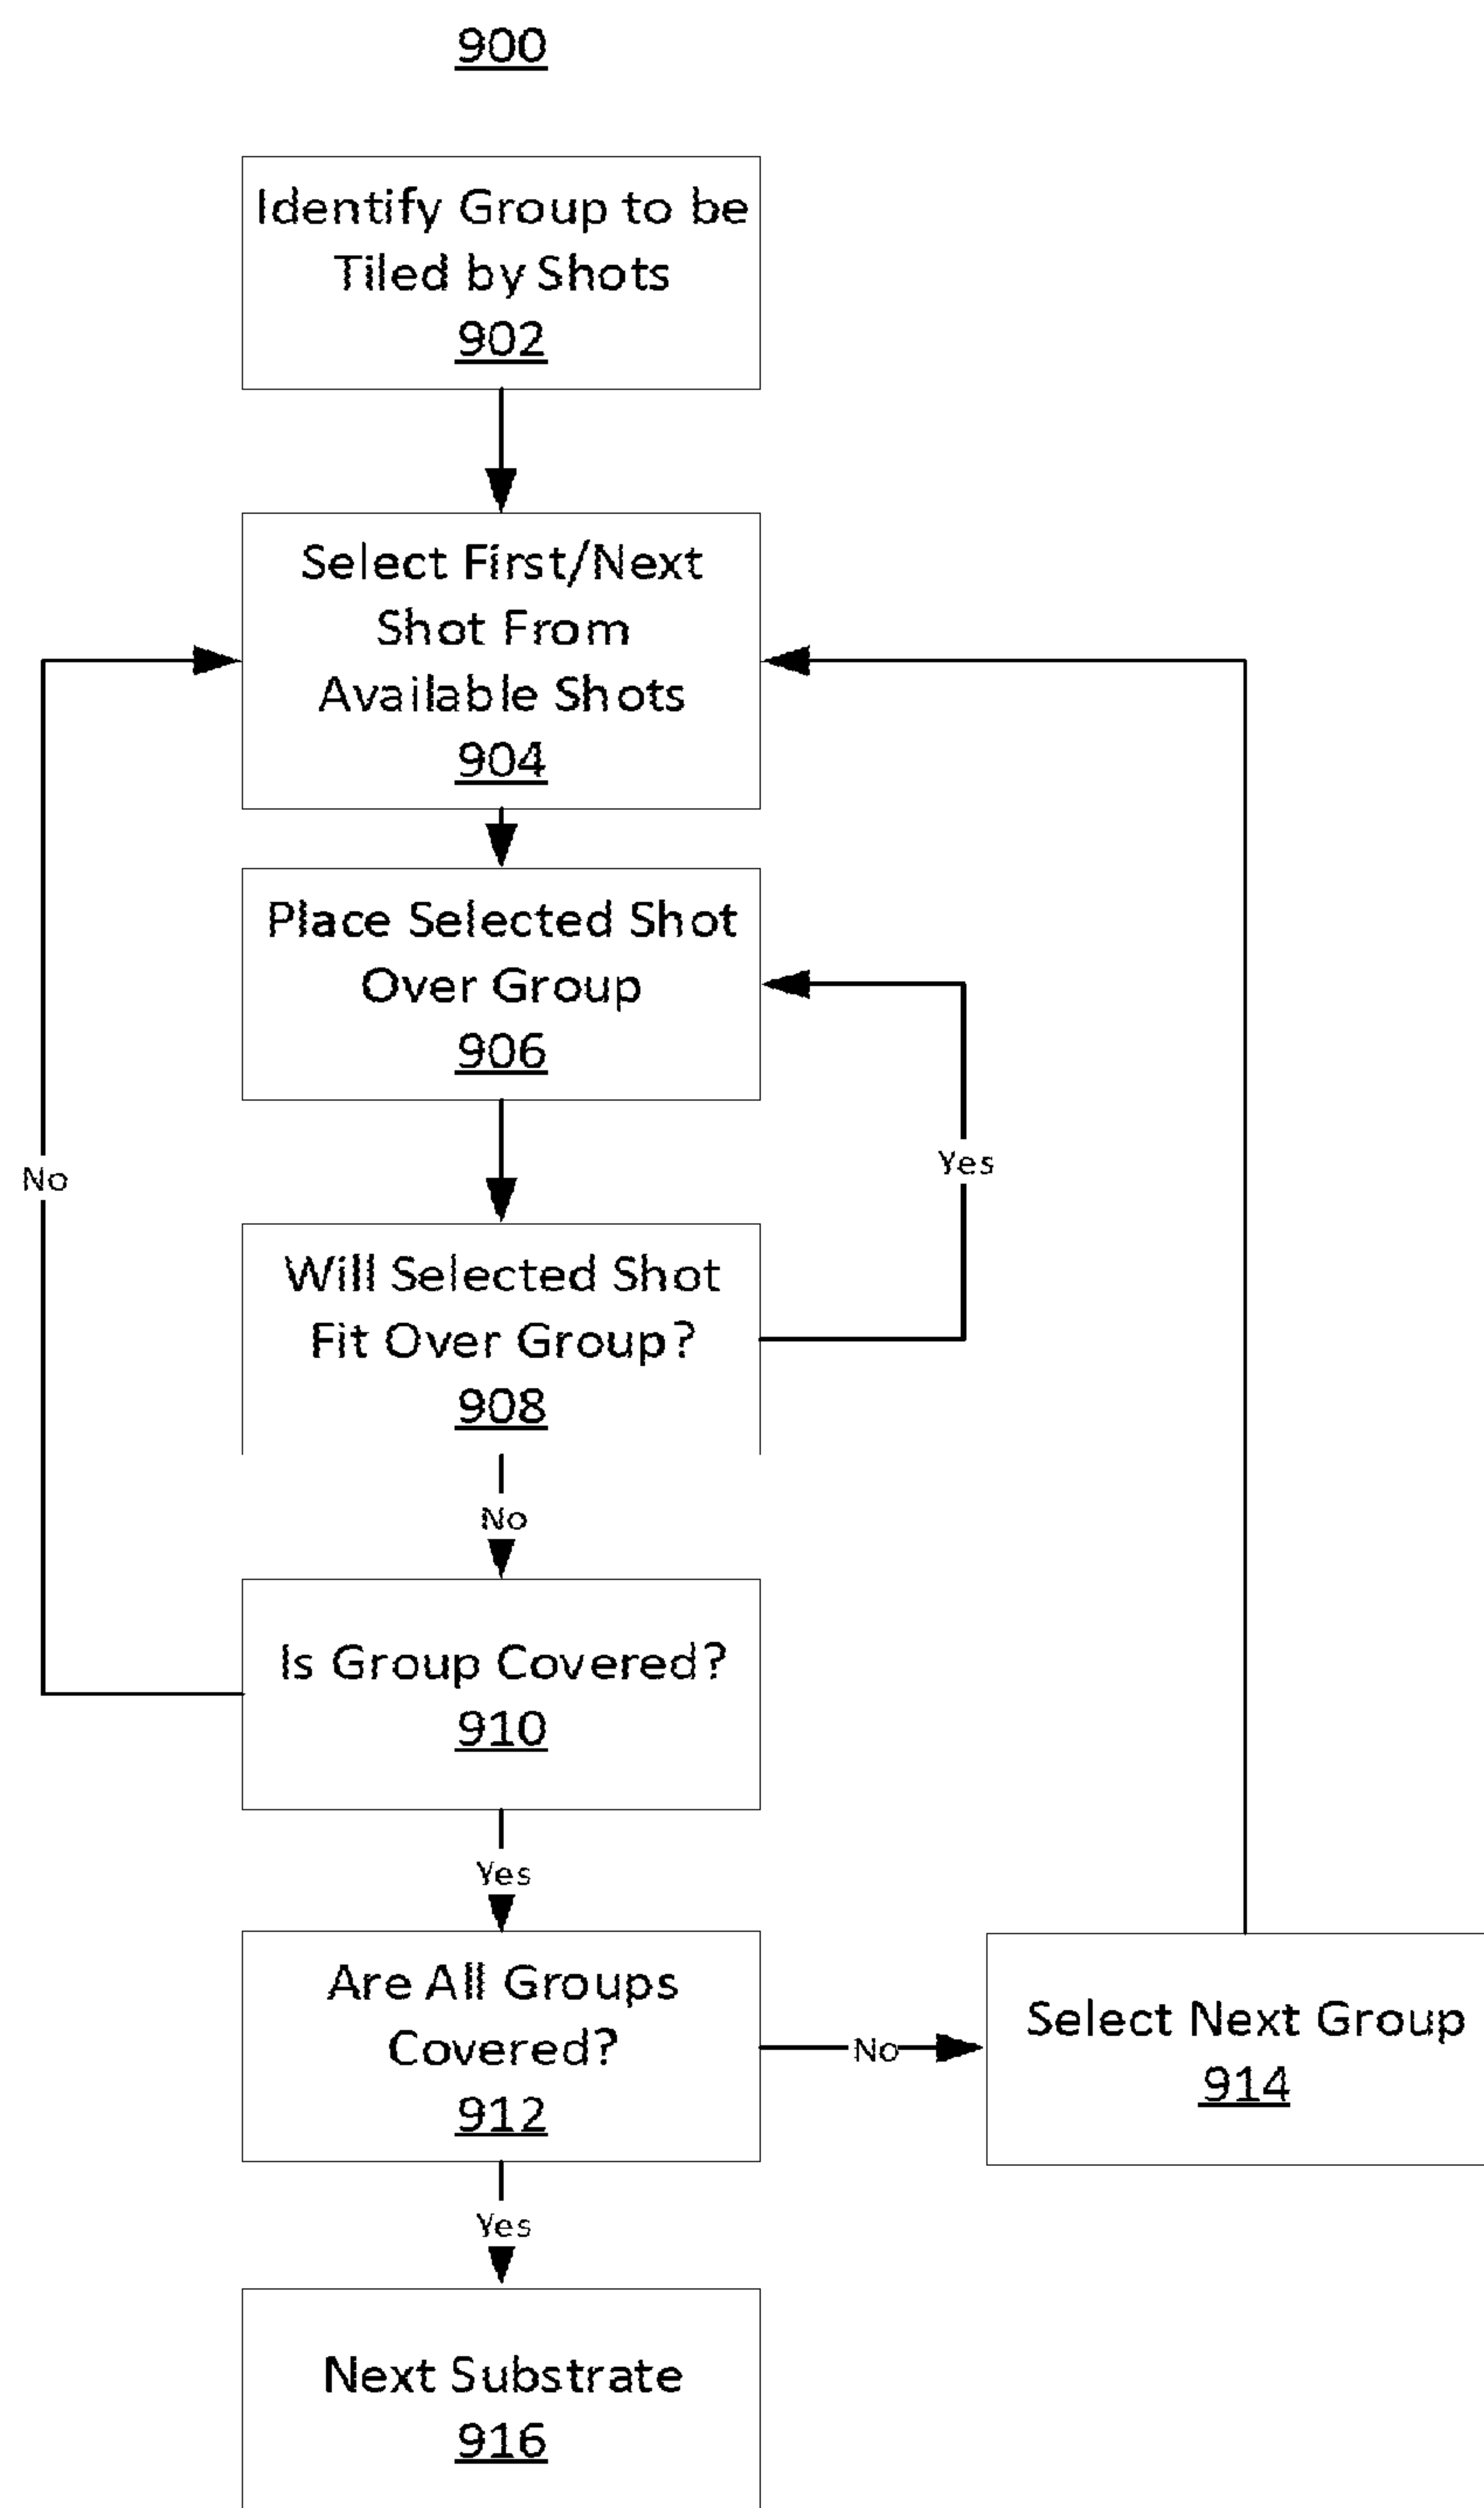 900
Identify Group to be
Tiled by Shots
902
Select First/Next
Shot From
Available Shots
904
Place Selected Shot
Over Group
906
Yes
No
Will Selected Shot
Fit Over Group?
908
No
Is Group Covered?
910
Yes
Are All Groups
Covered?
912
No
Select Next Group
914
Yes
Next Substrate
916